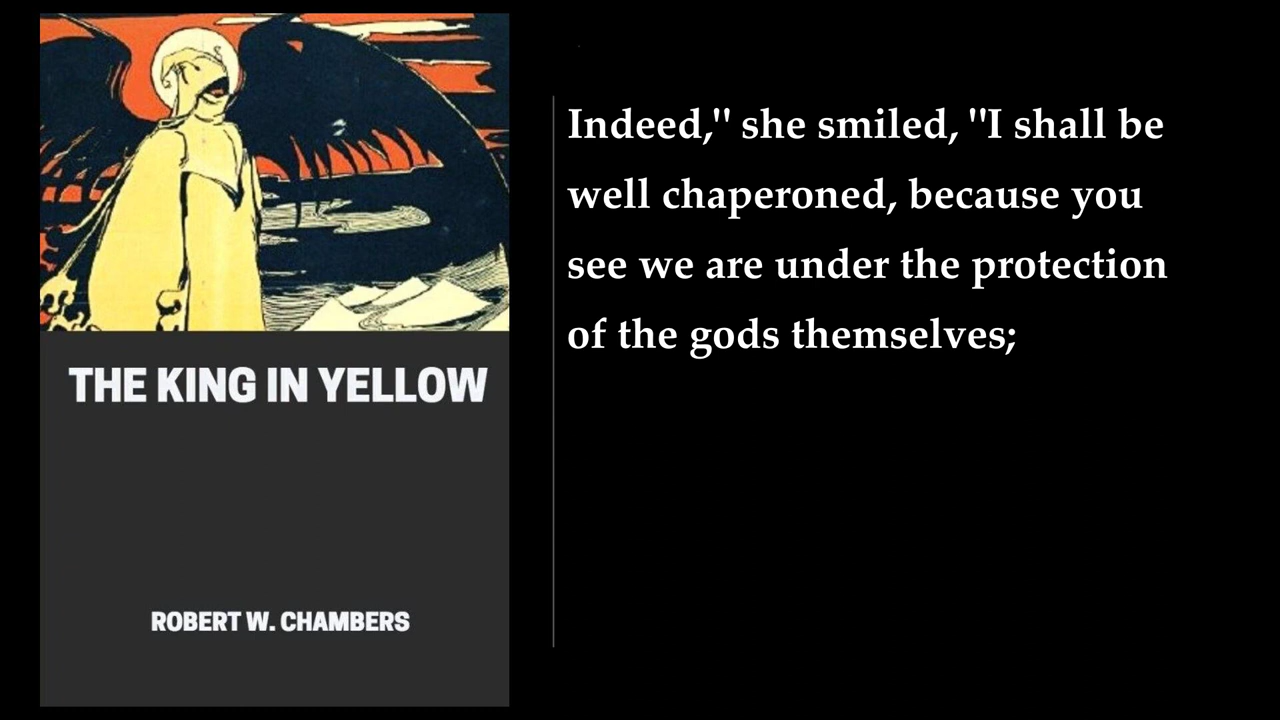 THE KING IN YELLOW
ROBERT W. CHAMBERS
Indeed," she smiled, "I shall be
well chaperoned, because you
see we are under the protection
of the gods themselves;